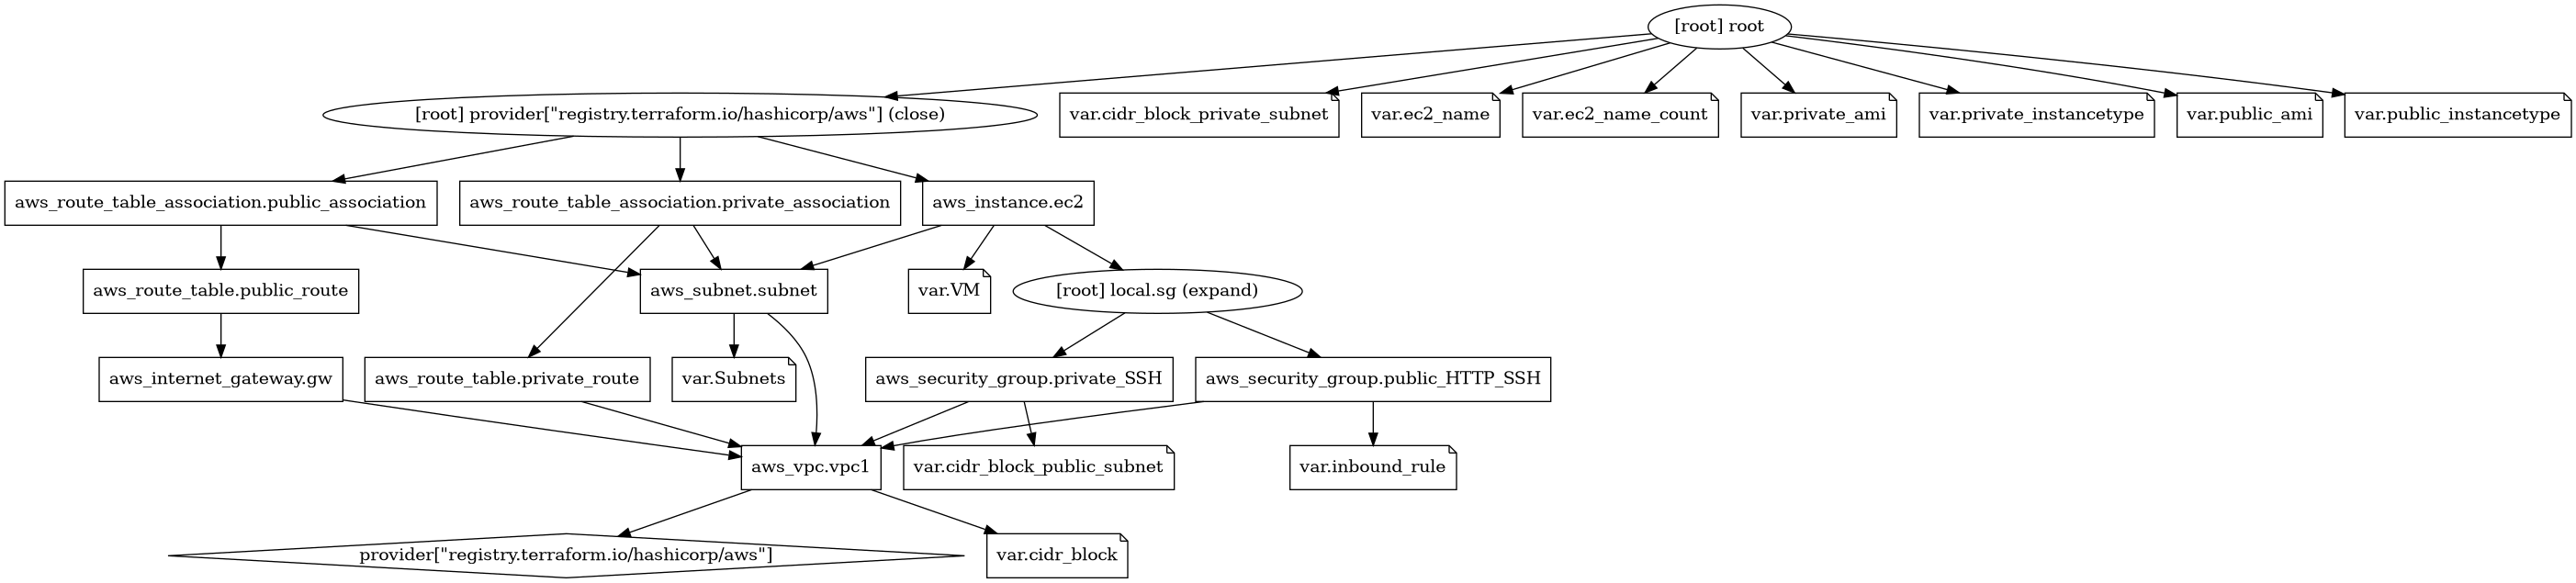 [root] root
[root] provider[\"registry.terraform.io/hashicorp/aws\"] (close)
var.cidr_block_private_subnet
var.ec2_name
var.ec2_name_count
var.private_ami
var.private_instancetype
var.public_ami
var.public_instancetype
aws_route_table_association.public_association
aws_route_table_association.private_association
aws_instance.ec2
aws_route_table.public_route
aws_subnet.subnet
var.VM
[root] local.sg (expand)
aws_internet_gateway.gw
aws_route_table.private_route
var.Subnets
aws_security_group.private_SSH
aws_security_group.public_HTTP_SSH
aws_vpc.vpc1
var.cidr_block_public_subnet
var.inbound_rule
provider[\"registry.terraform.io/hashicorp/aws\"]
var.cidr_block